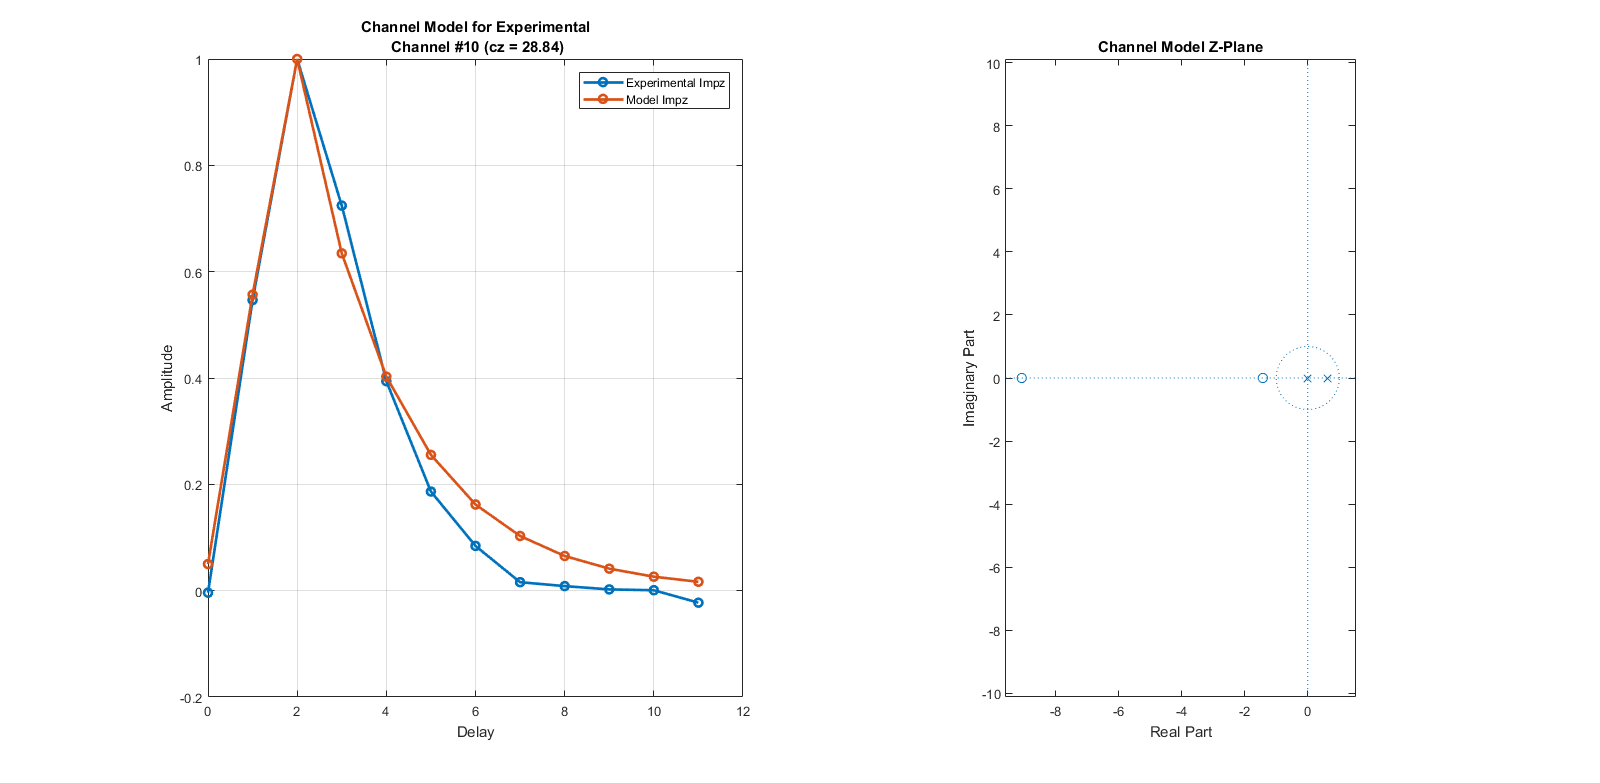 Channel Model for Experimental
Channel #10 (cz = 28.84)
Experimental Impz
Model Impz
1
0.8
0.6
0.4
0.2
0
-0.2
Amplitude
0 2 4 6 8 10 12
Delay
Channel Model Z-Plane
10
8
6
4
2
0
-2
-4
-6
-8
-10
Imaginary Part
-8 -6 -4 -2 0
Real Part